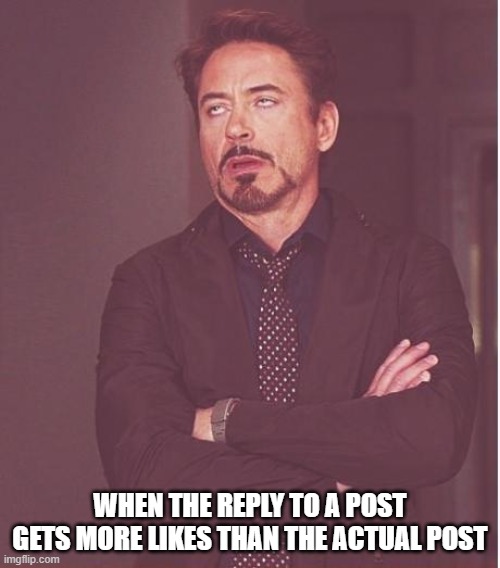 WHEN THE REPLY TO A POST
GETS MORE LIKES THAN THE ACTUAL POST
imgflip.com